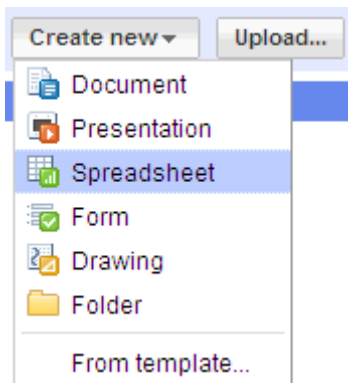 Create new Upload...
Document
Presentation
Spreadsheet
Form
Drawing
Folder
From template...